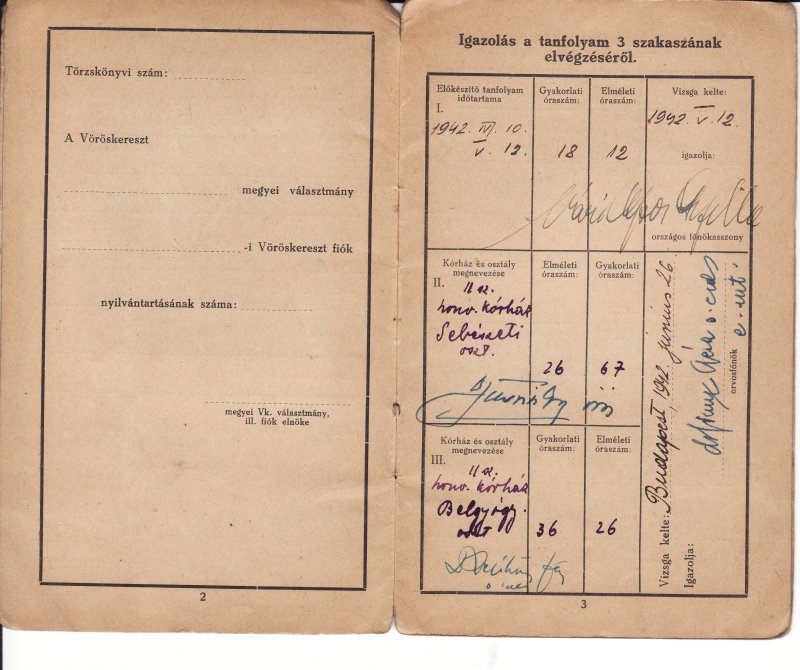 Törzskönyvi szám:
A Vöröskereszt
megyei választmány
-i Vöröskereszt fiók
nyilvántartásának száma:
megyei Vk. választmány,
ill. fiók elnöke
2
Igazolás a tanfolyam 3 szakaszának
elvégzéséről.
Előkészítő tanfolyam
időtartama
Gyakorlati
óraszám:
Elméleti
óraszám:
Vizsga kelte:
I.
1942. IV. 10.
V. 12.
18
12
1942. V. 12.
igazolja:
országos főnökasszony
Kórház és osztály
megnevezése
Elméleti
óraszám:
Gyakorlati
óraszám:
II.
11 sz.
honv. kórház
Sebészeti
oszt.
26
67
Kórház és osztály
megnevezése
Gyakorlati
óraszám:
Elméleti
óraszám:
III.
11 sz.
honv. kórház
Belgyógy.
oszt
36
26
Vizsga kelte: Budapest, 1942. junius 26.
Igazolja:
orvosfőnök
3